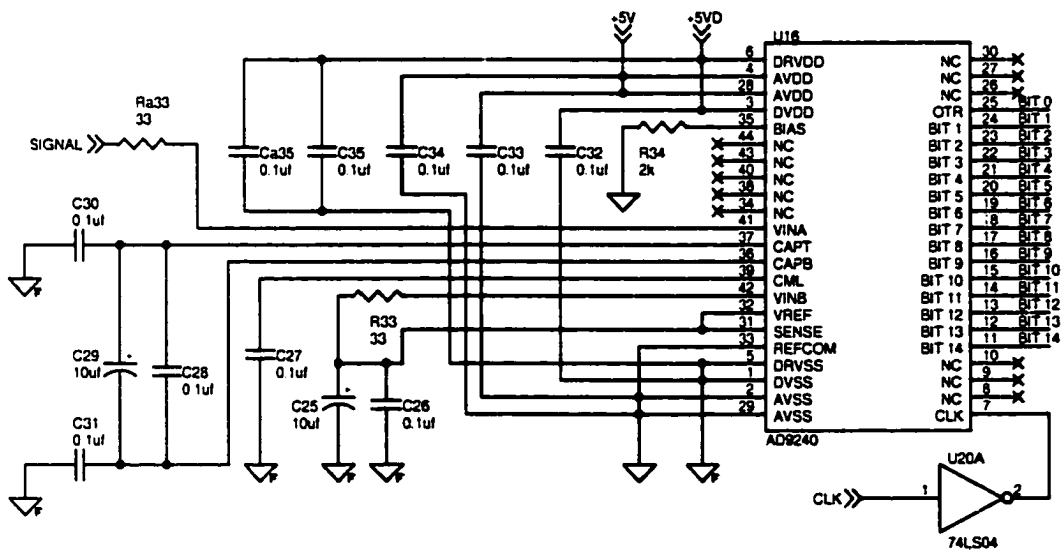 +5V
+5VD
U16
6 DRVDD NC 30
4 AVDD NC 27
28 AVDD NC 26
3 DVDD OTR 25 BIT 0
35 BIAS BIT 1 24 BIT 1
44 NC BIT 2 23 BIT 2
43 NC BIT 3 22 BIT 3
40 NC BIT 4 21 BIT 4
38 NC BIT 5 20 BIT 5
34 NC BIT 6 19 BIT 6
41 VINA BIT 7 18 BIT 7
37 CAPT BIT 8 17 BIT 8
36 CAPB BIT 9 16 BIT 9
39 CML BIT 10 15 BIT 10
42 VINB BIT 11 14 BIT 11
32 VREF BIT 12 13 BIT 12
31 SENSE BIT 13 12 BIT 13
33 REFCOM BIT 14 11 BIT 14
5 DRVSS NC 10
1 DVSS NC 9
2 AVSS NC 8
29 AVSS CLK 7
AD9240
Ra33
33
SIGNAL
Ca35
0.1uf
C35
0.1uf
C34
0.1uf
C33
0.1uf
C32
0.1uf
R34
2k
C30
0.1uf
R33
33
C29
10uf
C28
0.1uf
C27
0.1uf
C25
10uf
C26
0.1uf
C31
0.1uf
U20A
CLK
1
2
74LS04